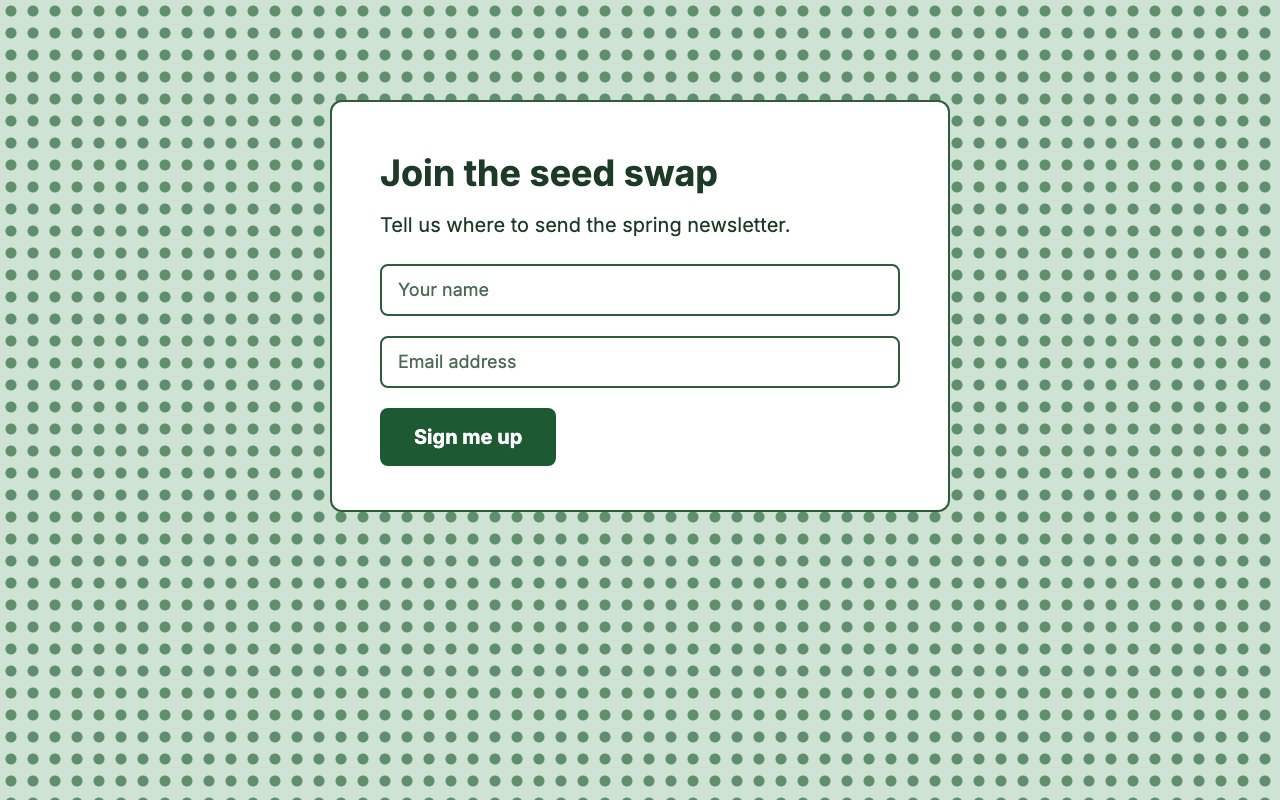 Join the seed swap
Tell us where to send the spring newsletter.
Your name
Email address
Sign me up